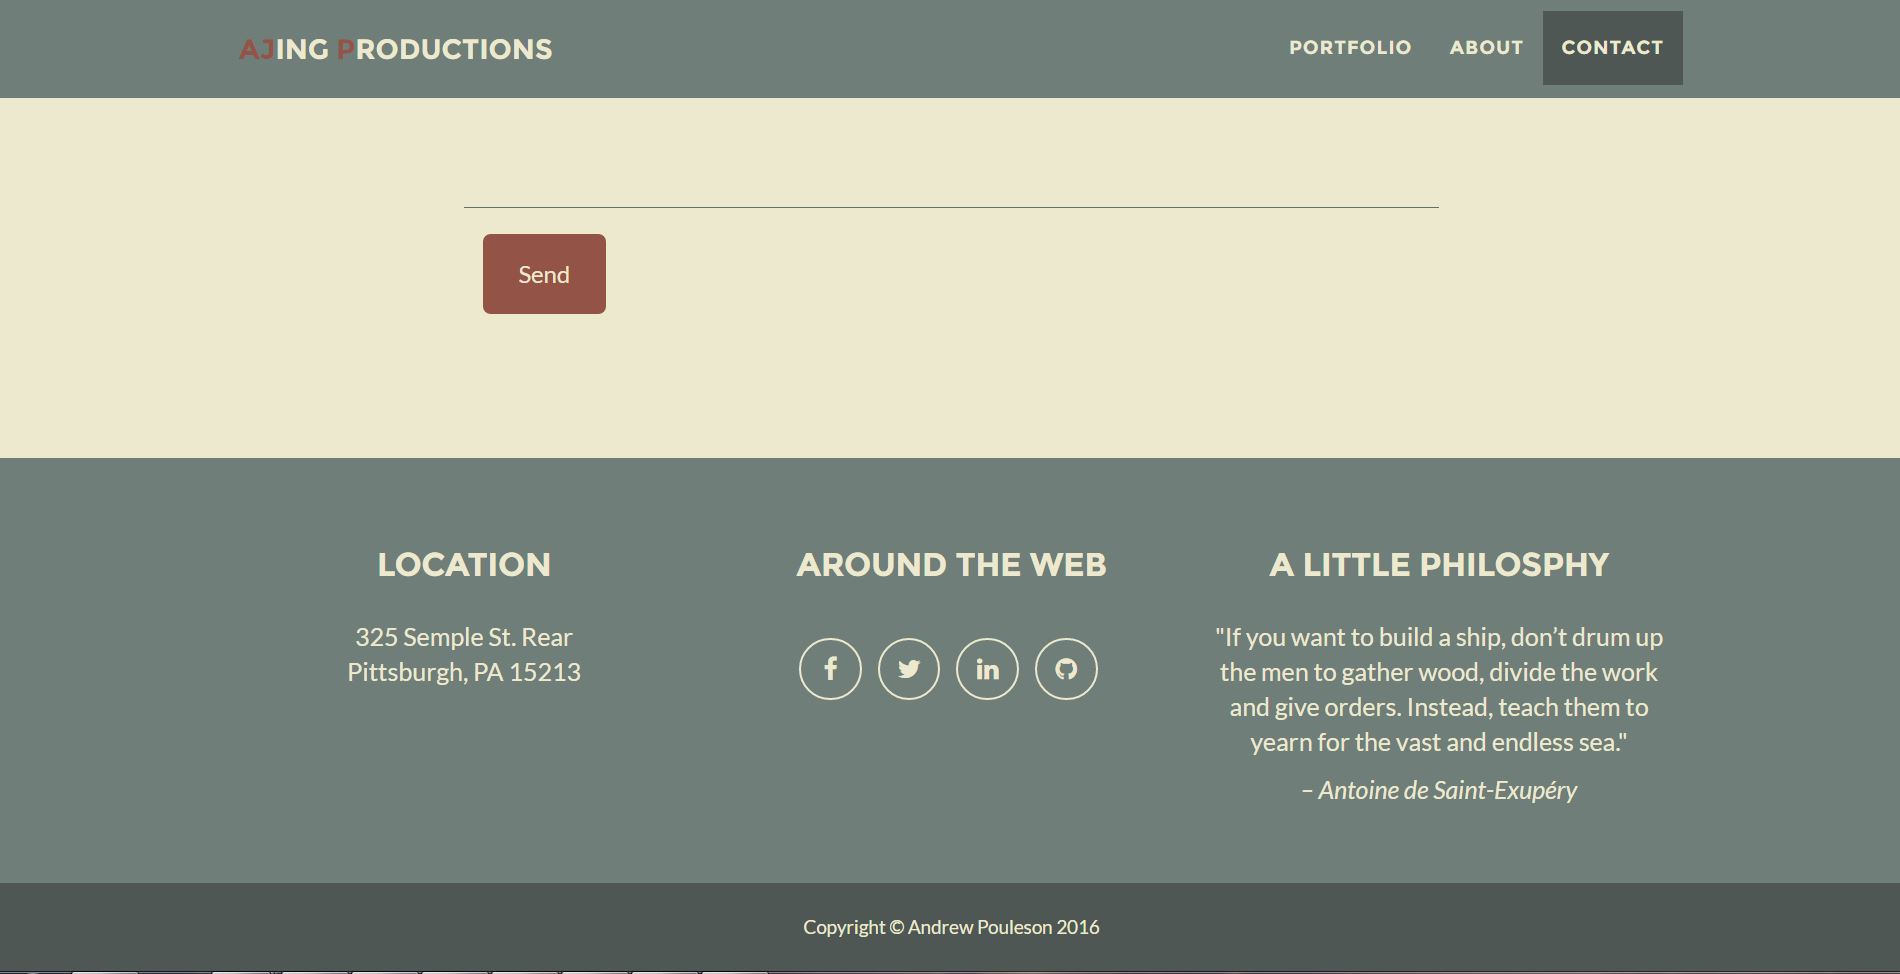 AJING PRODUCTIONS
PORTFOLIO ABOUT CONTACT
Send
LOCATION
325 Semple St. Rear
Pittsburgh, PA 15213
AROUND THE WEB
A LITTLE PHILOSPHY
"If you want to build a ship, don’t drum up
the men to gather wood, divide the work
and give orders. Instead, teach them to
yearn for the vast and endless sea."
– Antoine de Saint-Exupéry
Copyright © Andrew Pouleson 2016